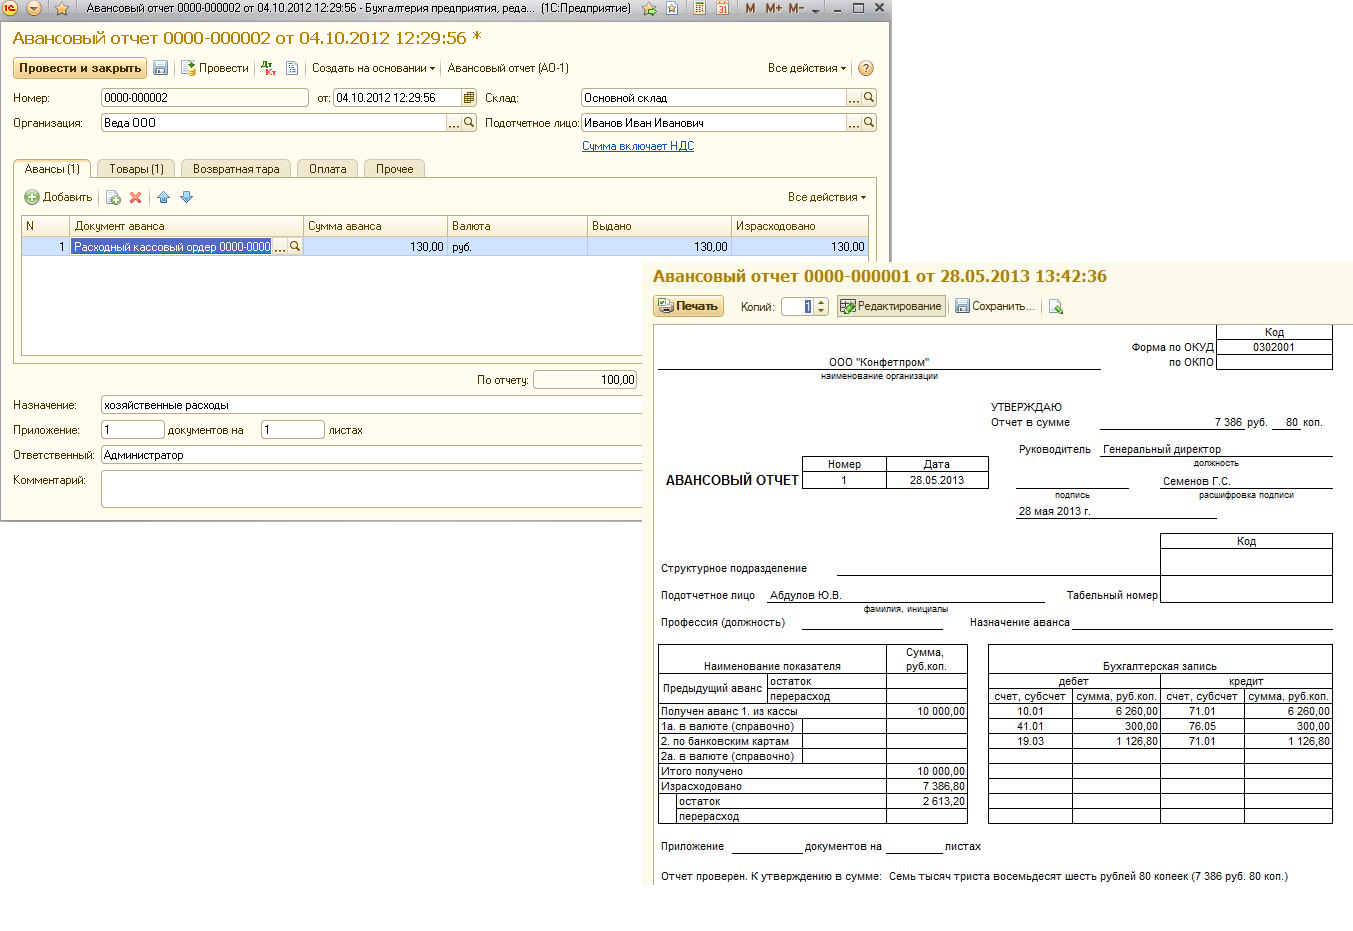 Авансовый отчет 0000-000002 от 04.10.2012 12:29:56 - Бухгалтерия предприятия, реда... (1С:Предприятие)
M M+ M-
31
Авансовый отчет 0000-000002 от 04.10.2012 12:29:56 *
Провести и закрыть Провести Дт Кт Создать на основании Авансовый отчет (АО-1) Все действия ?
Номер: 0000-000002 от: 04.10.2012 12:29:56 Склад: Основной склад ...
Организация: Веда ООО ... Подотчетное лицо: Иванов Иван Иванович ...
Сумма включает НДС
Авансы (1) Товары (1) Возвратная тара Оплата Прочее
Добавить Все действия
N Документ аванса Сумма аванса Валюта Выдано Израсходовано
1 Расходный кассовый ордер 0000-0000 ... 130,00 руб. 130,00 130,00
По отчету: 100,00
Назначение: хозяйственные расходы
Приложение: 1 документов на 1 листах
Ответственный: Администратор
Комментарий:
Авансовый отчет 0000-000001 от 28.05.2013 13:42:36
Печать Копий: 1 Редактирование Сохранить...
Код
Форма по ОКУД 0302001
ООО "Конфетпром" по ОКПО
наименование организации
УТВЕРЖДАЮ
Отчет в сумме 7 386 руб. 80 коп.
Руководитель Генеральный директор
должность
Номер Дата
АВАНСОВЫЙ ОТЧЕТ 1 28.05.2013
Семенов Г.С.
подпись расшифровка подписи
28 мая 2013 г.
Код
Структурное подразделение
Подотчетное лицо Абдулов Ю.В. Табельный номер
фамилия, инициалы
Профессия (должность) Назначение аванса
Наименование показателя Сумма, руб.коп. Бухгалтерская запись
Предыдущий аванс остаток дебет кредит
перерасход счет, субсчет сумма, руб.коп. счет, субсчет сумма, руб.коп.
Получен аванс 1. из кассы 10 000,00 10.01 6 260,00 71.01 6 260,00
1а. в валюте (справочно) 41.01 300,00 76.05 300,00
2. по банковским картам 19.03 1 126,80 71.01 1 126,80
2а. в валюте (справочно)
Итого получено 10 000,00
Израсходовано 7 386,80
остаток 2 613,20
перерасход
Приложение документов на листах
Отчет проверен. К утверждению в сумме: Семь тысяч триста восемьдесят шесть рублей 80 копеек (7 386 руб. 80 коп.)